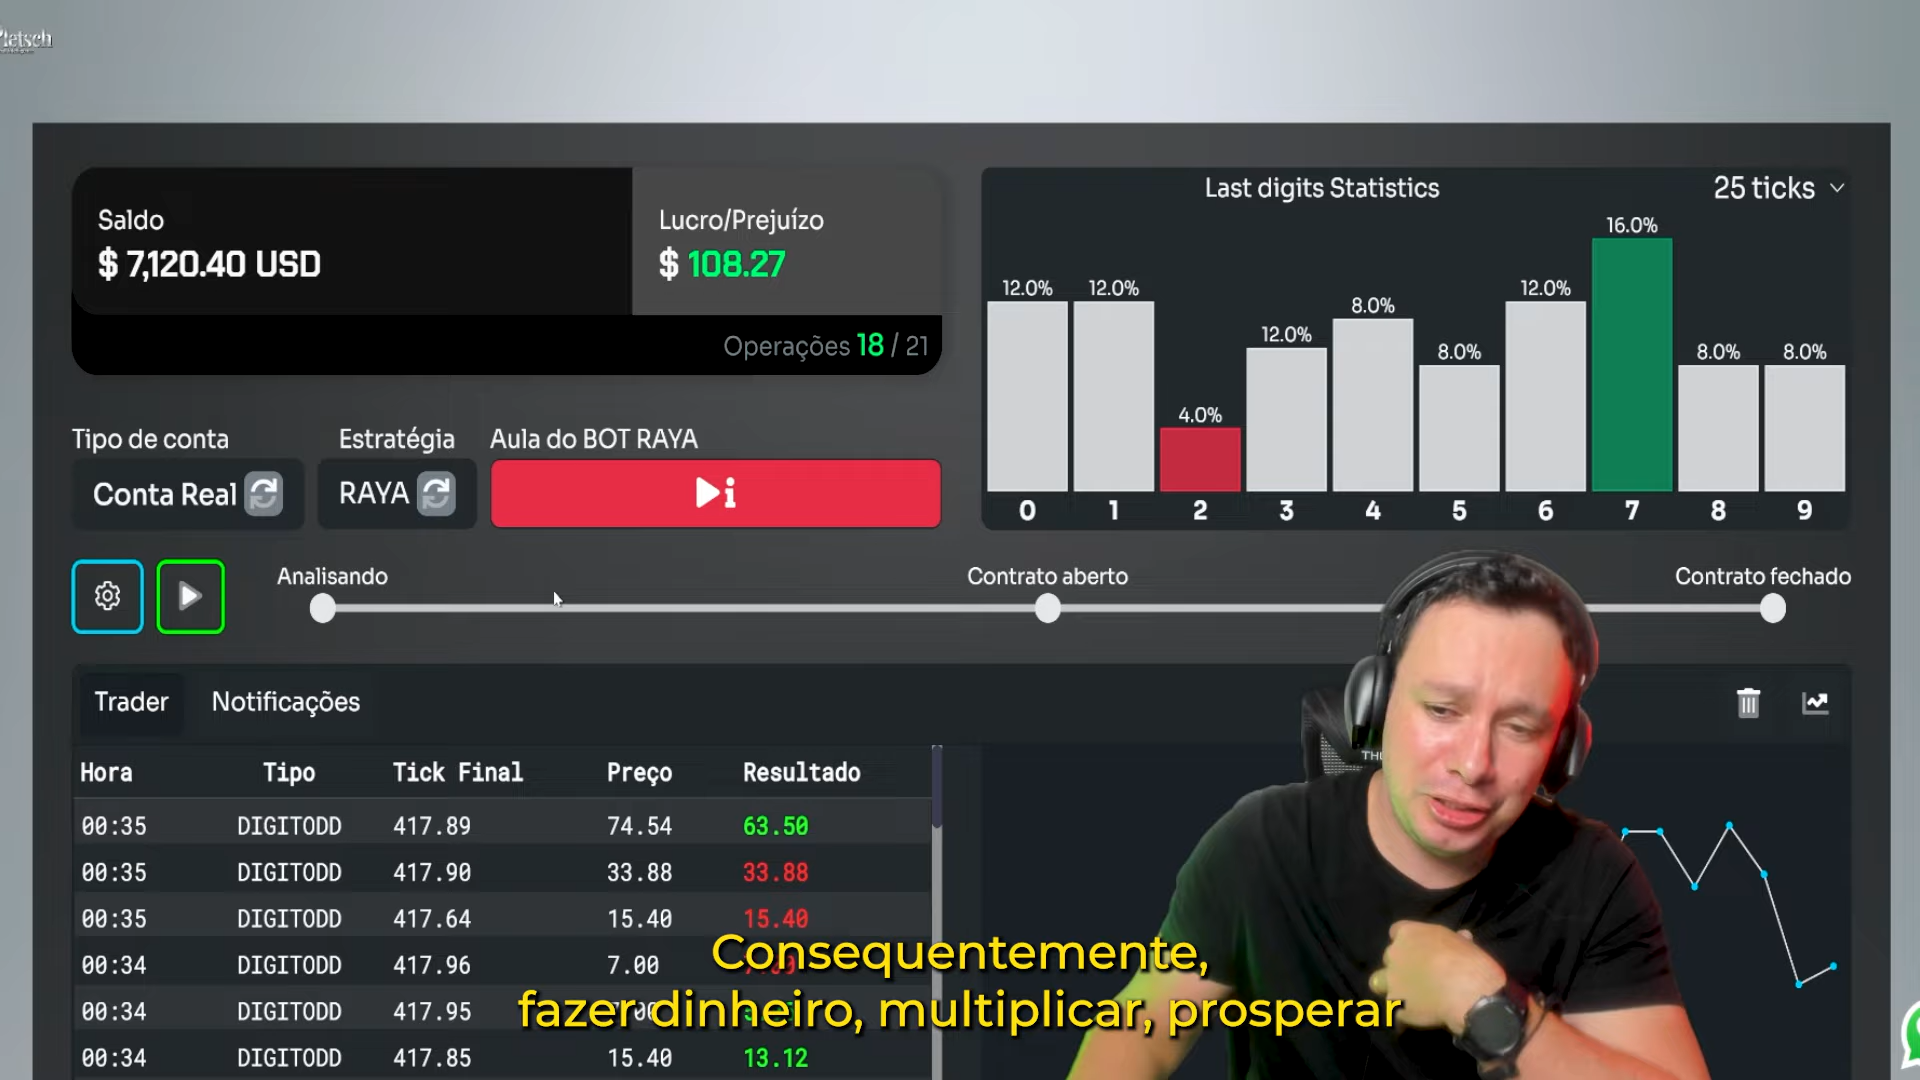 letsch
Saldo
$ 7,120.40 USD
Lucro/Prejuízo
$ 108.27
Operações 18 / 21
Last digits Statistics
25 ticks
12.0% 12.0% 4.0% 12.0% 8.0% 8.0% 12.0% 16.0% 8.0% 8.0%
0 1 2 3 4 5 6 7 8 9
Tipo de conta
Conta Real
Estratégia
RAYA
Aula do BOT RAYA
Analisando
Contrato aberto
Contrato fechado
Trader Notificações
Hora Tipo Tick Final Preço Resultado
00:35 DIGITODD 417.89 74.54 63.50
00:35 DIGITODD 417.90 33.88 33.88
00:35 DIGITODD 417.64 15.40 15.40
00:34 DIGITODD 417.96 7.00
00:34 DIGITODD 417.95
00:34 DIGITODD 417.85 15.40 13.12
Consequentemente,
fazer dinheiro, multiplicar, prosperar